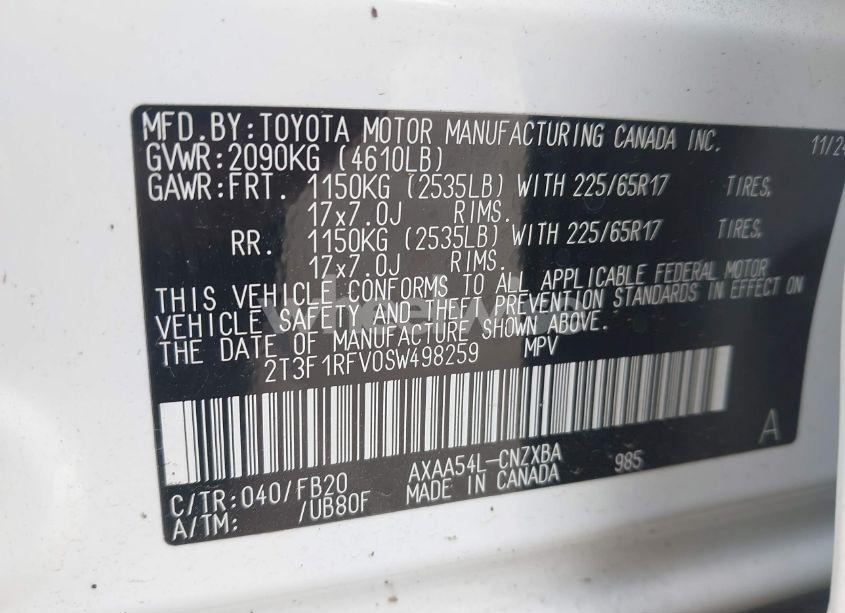 MFD.BY:TOYOTA MOTOR MANUFACTURING CANADA INC. 11/24
GVWR:2090KG (4610LB)
GAWR:FRT. 1150KG (2535LB) WITH 225/65R17 TIRES,
17x7.0J RIMS.
RR. 1150KG (2535LB) WITH 225/65R17 TIRES,
17x7.0J RIMS.
THIS VEHICLE CONFORMS TO ALL APPLICABLE FEDERAL MOTOR
VEHICLE SAFETY AND THEFT PREVENTION STANDARDS IN EFFECT ON
THE DATE OF MANUFACTURE SHOWN ABOVE.
2T3F1RFV0SW498259 MPV
A
C/TR:040/FB20 AXAA54L-CNZXBA 985
A/TM: /UB80F MADE IN CANADA